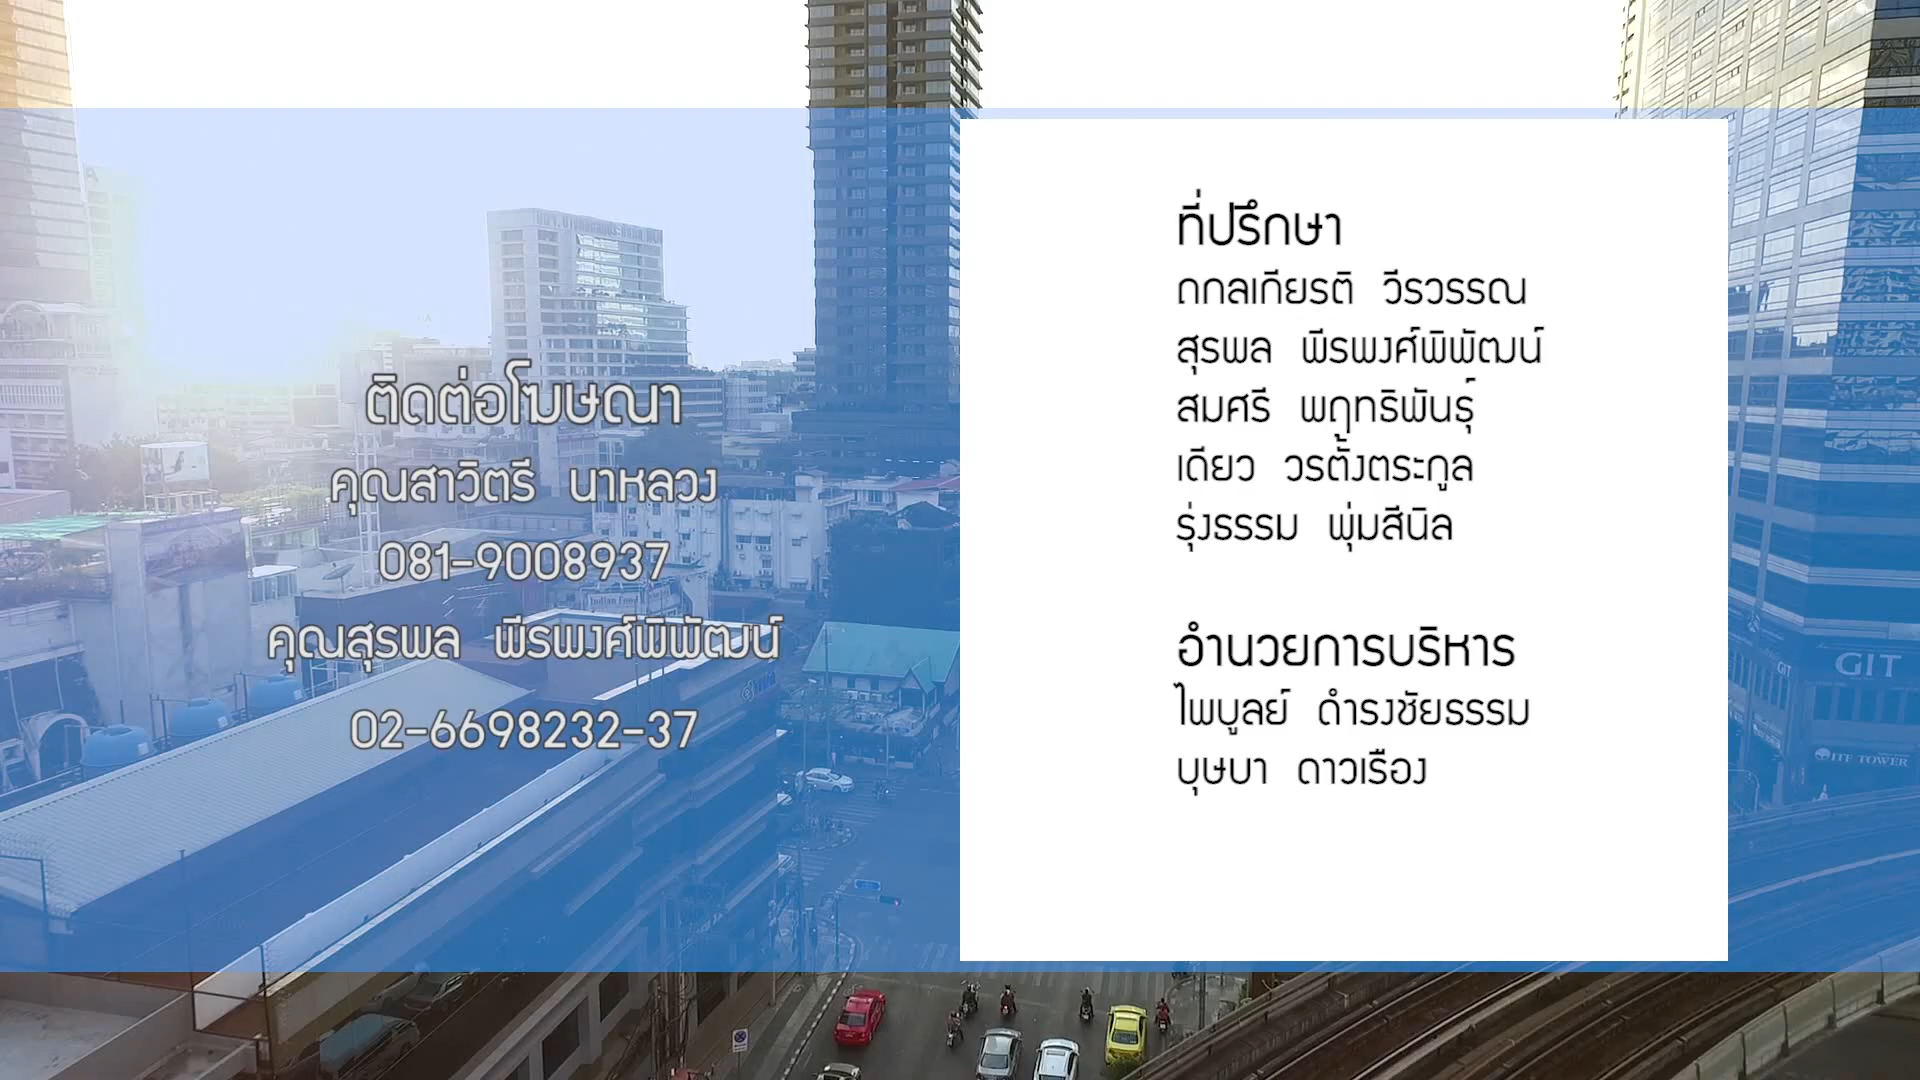 ติดต่อโฆษณา
คุณสาวิตรี นาหลวง
081-9008937
คุณสุรพล พีรพงศ์พิพัฒน์
02-6698232-37
ที่ปรึกษา
ถกลเกียรติ วีรวรรณ
สุรพล พีรพงศ์พิพัฒน์
สมศรี พฤทธิพันธุ์
เดียว วรตั้งตระกูล
รุ่งธรรม พุ่มสีนิล
อำนวยการบริหาร
ไพบูลย์ ดำรงชัยธรรม
บุษบา ดาวเรือง
GIT
GIT
ITF TOWER
Indian Food